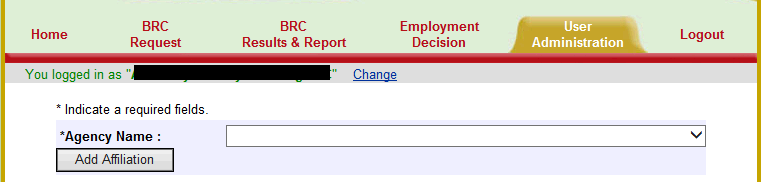 Home
BRC Request
BRC Results & Report
Employment Decision
User Administration
Logout
You logged in as " " Change
* Indicate a required fields.
*Agency Name :
Add Affiliation